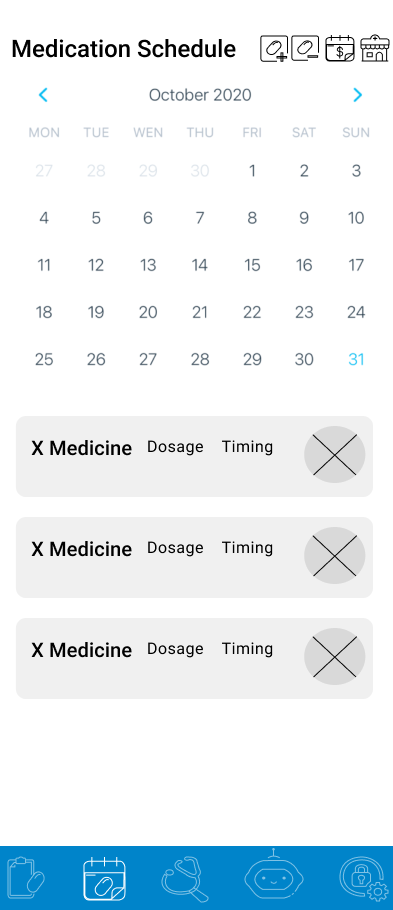 Medication Schedule $
October 2020
MON TUE WEN THU FRI SAT SUN
27 28 29 30 1 2 3
4 5 6 7 8 9 10
11 12 13 14 15 16 17
18 19 20 21 22 23 24
25 26 27 28 29 30 31
X Medicine Dosage Timing
X Medicine Dosage Timing
X Medicine Dosage Timing